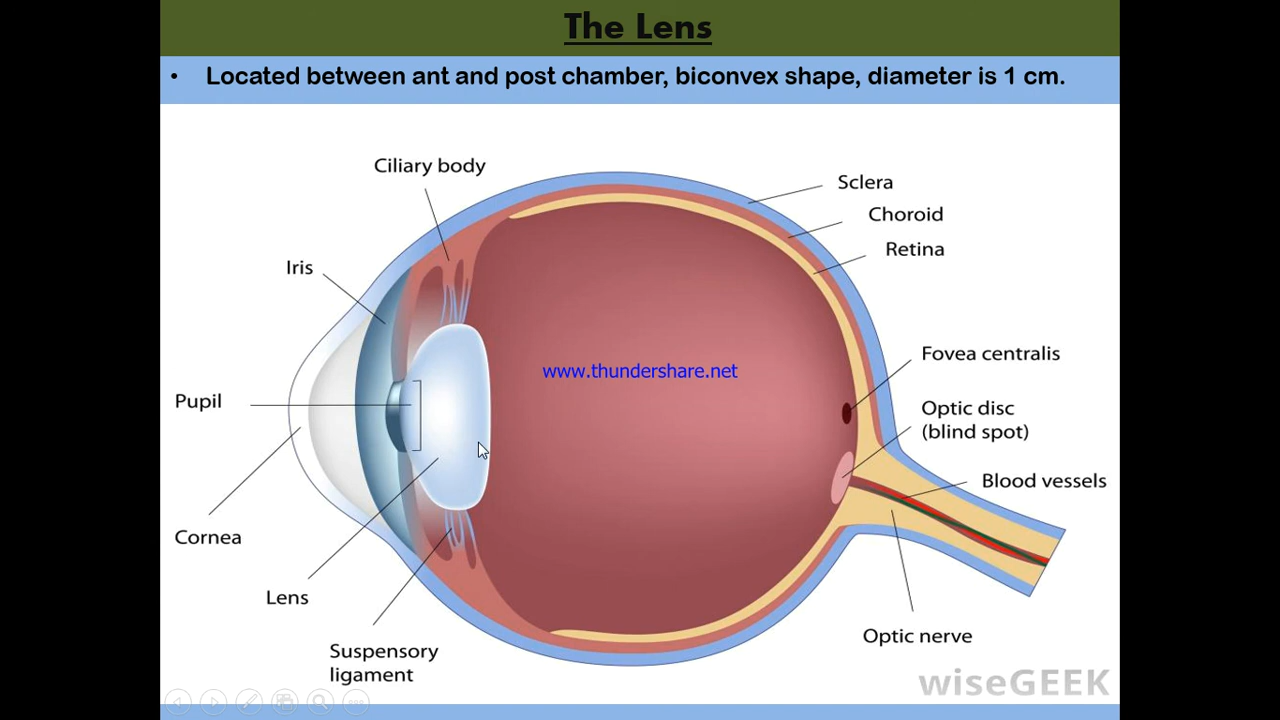 The Lens
• Located between ant and post chamber, biconvex shape, diameter is 1 cm.
Ciliary body
Sclera
Choroid
Retina
Iris
Fovea centralis
www.thundershare.net
Pupil
Optic disc
(blind spot)
Blood vessels
Cornea
Lens
Optic nerve
Suspensory
ligament
wiseGEEK